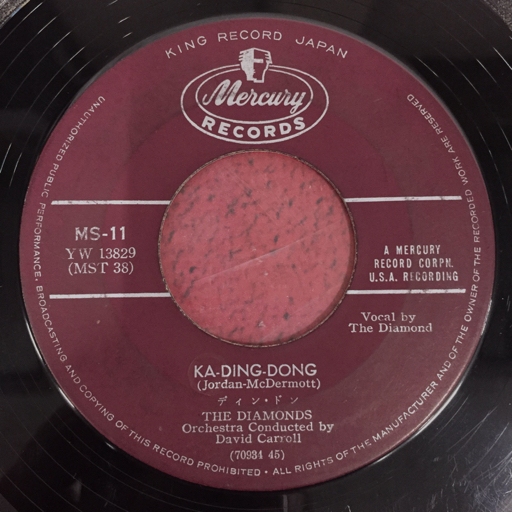 KING RECORD JAPAN
Mercury
RECORDS
MS-11
YW 13829
(MST 38)
A MERCURY
RECORD CORPN.
U.S.A. RECORDING
Vocal by
The Diamond
KA-DING-DONG
(Jordan-McDermott)
ディン・ドン
THE DIAMONDS
Orchestra Conducted by
David Carroll
(70934 45)
UNAUTHORIZED PUBLIC PERFORMANCE, BROADCASTING AND COPYING OF THIS RECORD PROHIBITED • ALL RIGHTS OF THE MANUFACTURER AND OF THE OWNER OF THE RECORDED WORK ARE RESERVED